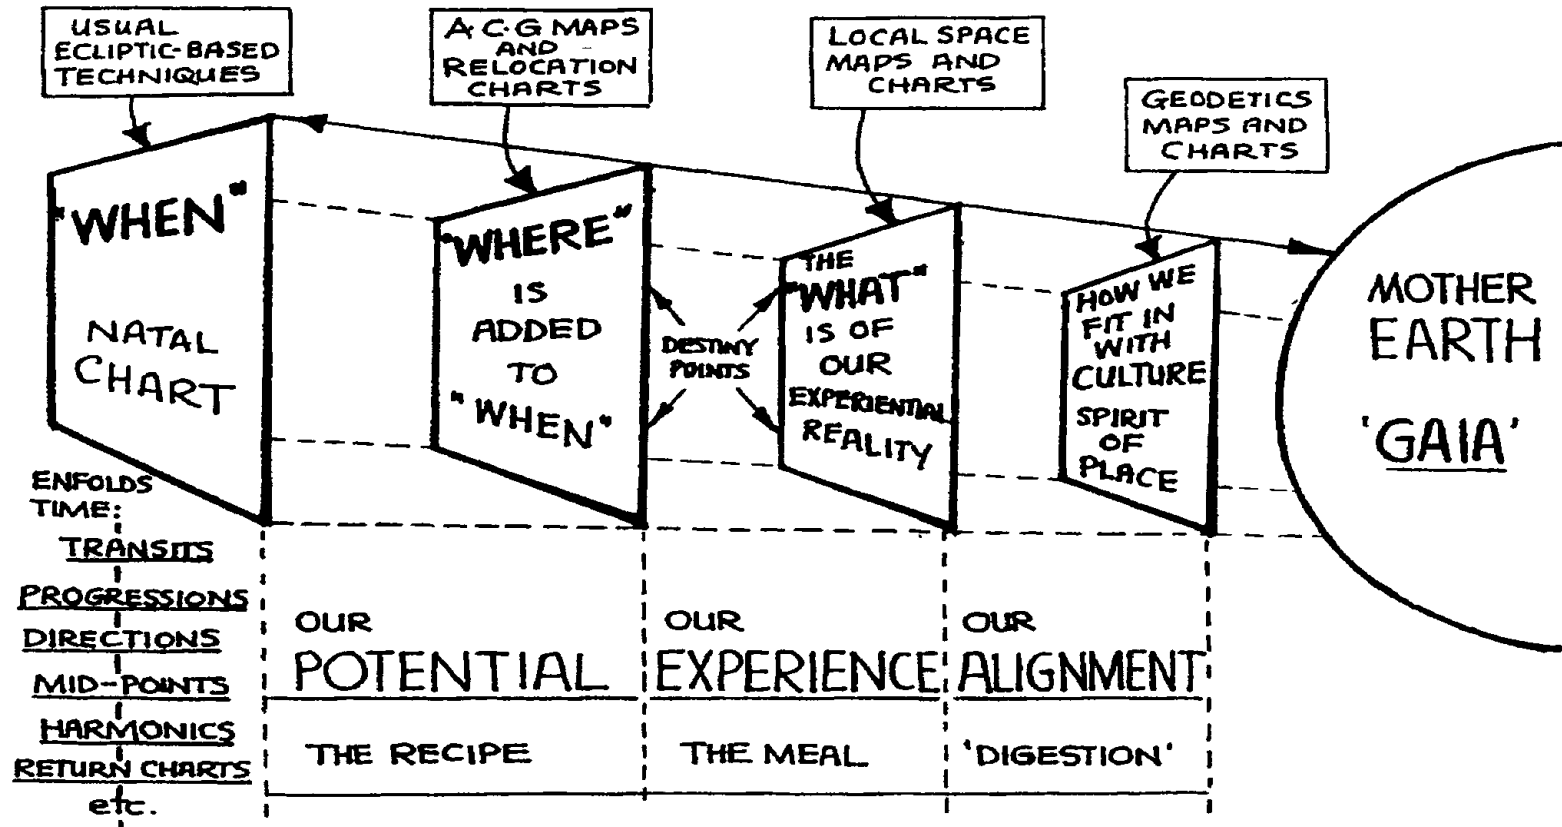 USUAL
ECLIPTIC-BASED
TECHNIQUES
A·C·G MAPS
AND
RELOCATION
CHARTS
LOCAL SPACE
MAPS AND
CHARTS
GEODETICS
MAPS AND
CHARTS
"WHEN"
NATAL
CHART
"WHERE"
IS
ADDED
TO
"WHEN"
DESTINY
POINTS
THE
"WHAT"
IS OF
OUR
EXPERIENTIAL
REALITY
HOW WE
FIT IN
WITH
CULTURE
SPIRIT
OF
PLACE
MOTHER
EARTH
'GAIA'
ENFOLDS
TIME:
TRANSITS
PROGRESSIONS
DIRECTIONS
MID-POINTS
HARMONICS
RETURN CHARTS
etc.
OUR
POTENTIAL
THE RECIPE
OUR
EXPERIENCE
THE MEAL
OUR
ALIGNMENT
'DIGESTION'